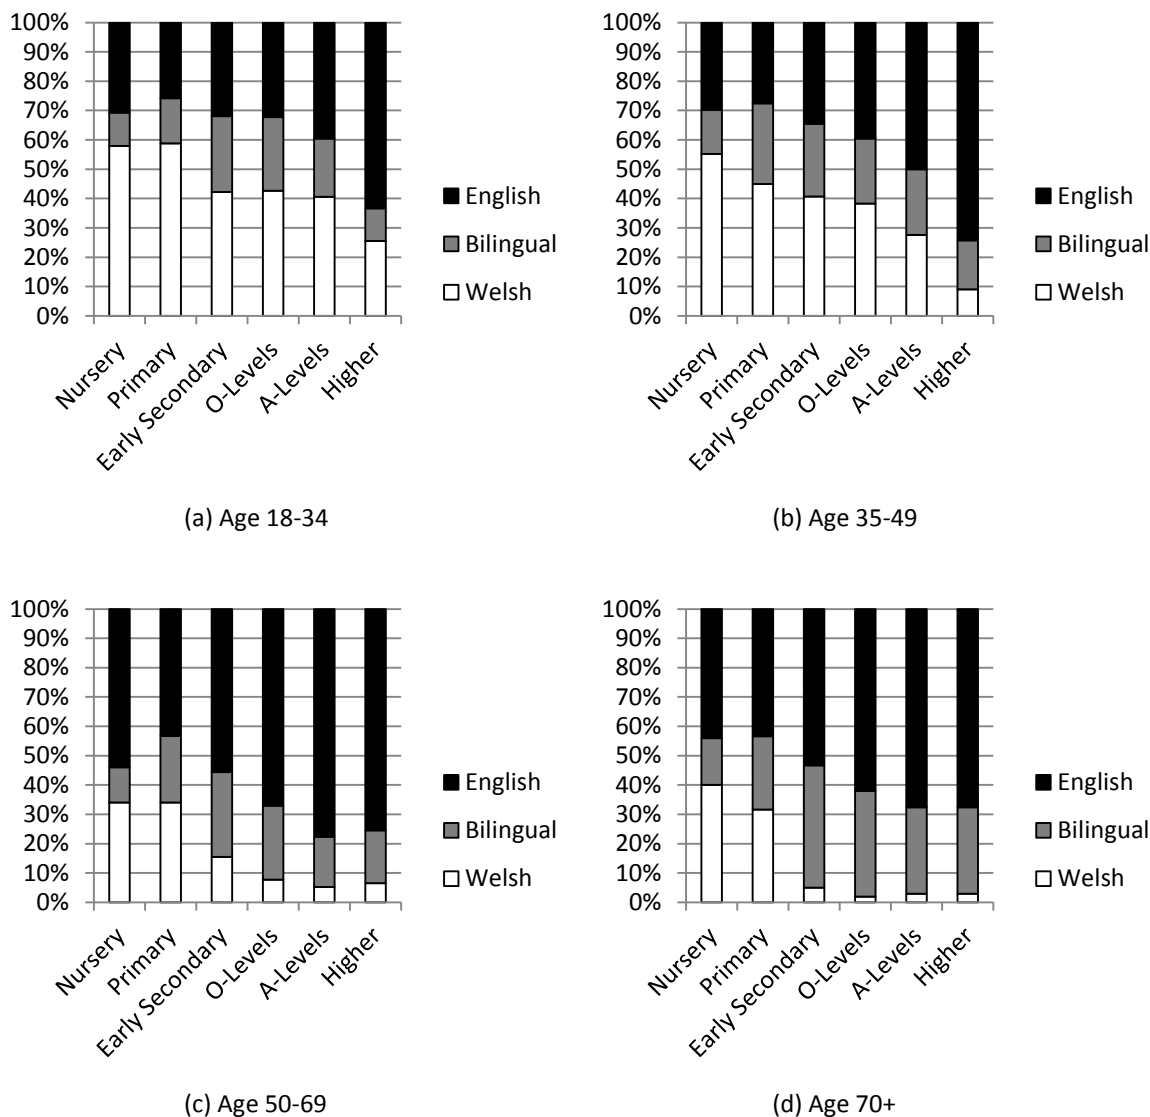 100%
90%
80%
70%
60%
50%
40%
30%
20%
10%
0%
Nursery
Primary
Early Secondary
O-Levels
A-Levels
Higher
English
Bilingual
Welsh
(a) Age 18-34
100%
90%
80%
70%
60%
50%
40%
30%
20%
10%
0%
Nursery
Primary
Early Secondary
O-Levels
A-Levels
Higher
English
Bilingual
Welsh
(b) Age 35-49
100%
90%
80%
70%
60%
50%
40%
30%
20%
10%
0%
Nursery
Primary
Early Secondary
O-Levels
A-Levels
Higher
English
Bilingual
Welsh
(c) Age 50-69
100%
90%
80%
70%
60%
50%
40%
30%
20%
10%
0%
Nursery
Primary
Early Secondary
O-Levels
A-Levels
Higher
English
Bilingual
Welsh
(d) Age 70+